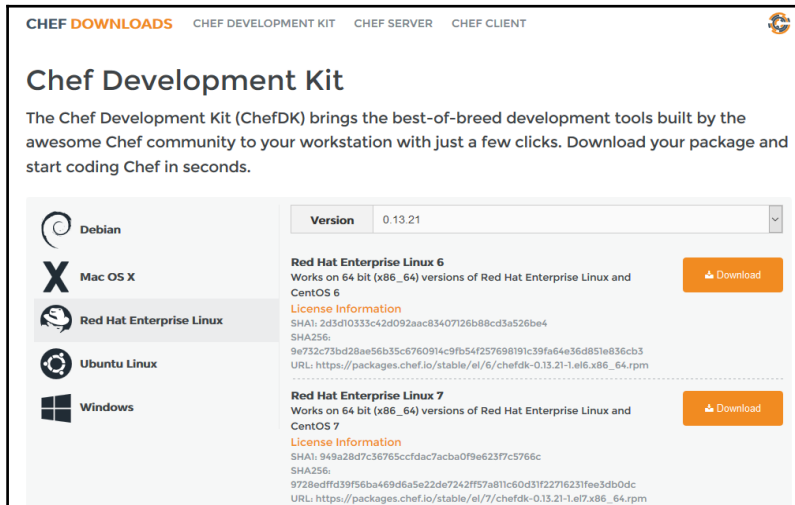 CHEF DOWNLOADS CHEF DEVELOPMENT KIT CHEF SERVER CHEF CLIENT
Chef Development Kit
The Chef Development Kit (ChefDK) brings the best-of-breed development tools built by the
awesome Chef community to your workstation with just a few clicks. Download your package and
start coding Chef in seconds.
Debian
Mac OS X
Red Hat Enterprise Linux
Ubuntu Linux
Windows
Version 0.13.21
Red Hat Enterprise Linux 6
Works on 64 bit (x86_64) versions of Red Hat Enterprise Linux and
CentOS 6
Download
License Information
SHA1: 2d3d10333c42d092aac83407126b88cd3a526be4
SHA256:
9e732c73bd28ae56b35c6760914c9fb54f257698191c39fa64e36d851e836cb3
URL: https://packages.chef.io/stable/el/6/chefdk-0.13.21-1.el6.x86_64.rpm
Red Hat Enterprise Linux 7
Works on 64 bit (x86_64) versions of Red Hat Enterprise Linux and
CentOS 7
Download
License Information
SHA1: 949a28d7c36765ccfdac7acba0f9e623f7c5766c
SHA256:
9728edffd39f56ba469d6a5e22de7242ff57a811c60d31f22716231fee3db0dc
URL: https://packages.chef.io/stable/el/7/chefdk-0.13.21-1.el7.x86_64.rpm